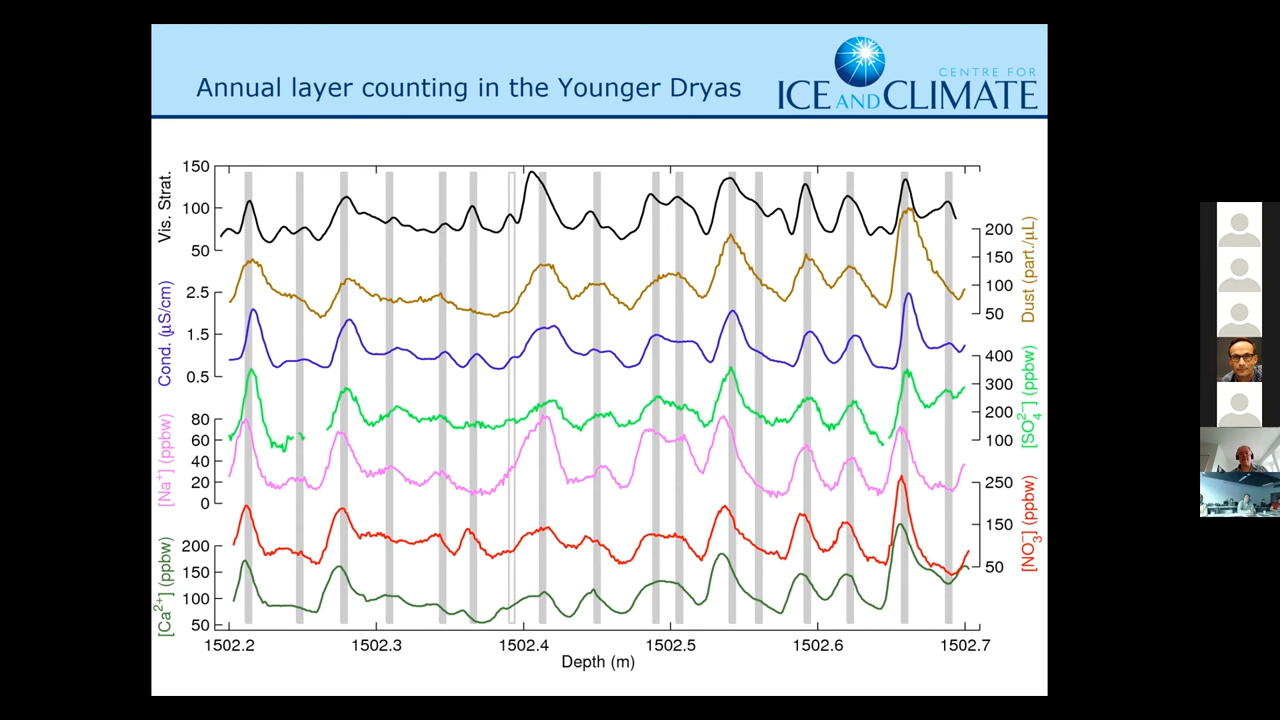 Annual layer counting in the Younger Dryas
CENTRE FOR
ICE AND CLIMATE
Vis. Strat.
150
100
50
Dust (part./μL)
200
150
100
50
Cond. (μS/cm)
2.5
1.5
0.5
[SO₄²⁻] (ppbw)
400
300
200
100
[Na⁺] (ppbw)
80
60
40
20
0
[NO₃⁻] (ppbw)
250
150
50
[Ca²⁺] (ppbw)
200
150
100
50
1502.2 1502.3 1502.4 1502.5 1502.6 1502.7
Depth (m)